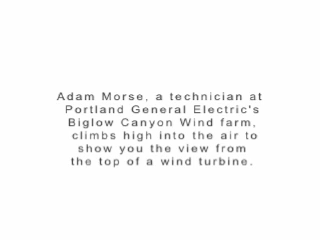 Adam Morse, a technician at
Portland General Electric's
Biglow Canyon Wind farm,
climbs high into the air to
show you the view from
the top of a wind turbine.